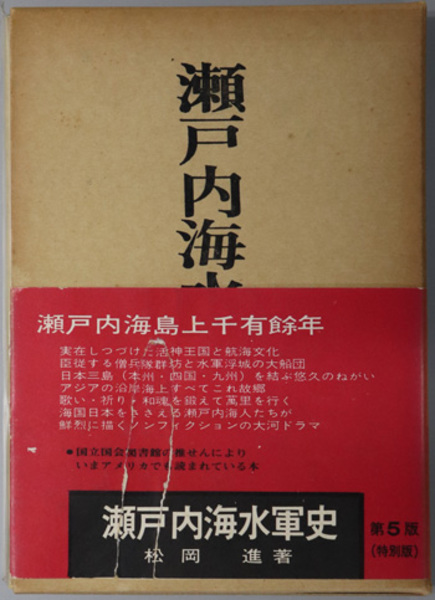 瀬戸内海水
瀬戸内海島上千有餘年
実在しつづけた活神王国と航海文化
臣従する僧兵隊群坊と水軍浮城の大船団
日本三島（本州・四国・九州）を結ぶ悠久のねがい
アジアの沿岸海上すべてこれ故郷
歌い・祈り・和魂を鍛えて萬里を行く
海国日本をささえる瀬戸内海人たちが
鮮烈に描くノンフィクションの大河ドラマ
●国立国会図書館の推せんにより
いまアメリカでも読まれている本
瀬戸内海水軍史
松岡 進著
第5版
(特別版)